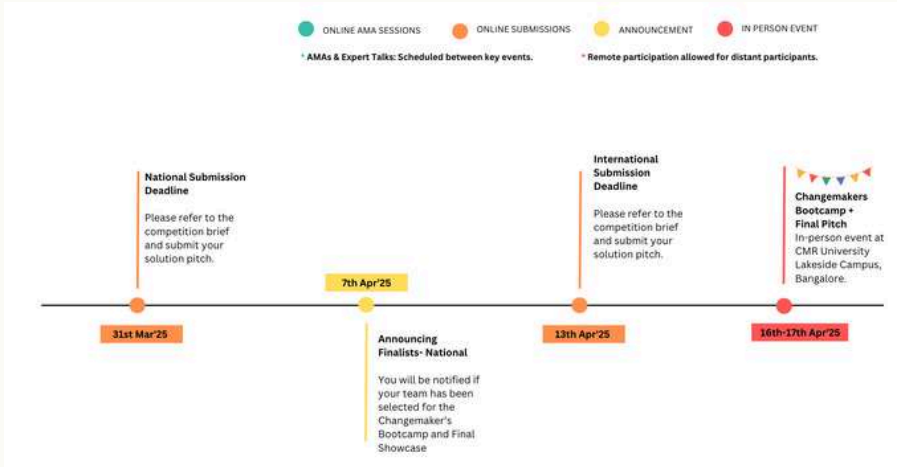 ONLINE AMA SESSIONS
ONLINE SUBMISSIONS
ANNOUNCEMENT
IN PERSON EVENT
* AMAs & Expert Talks: Scheduled between key events.
* Remote participation allowed for distant participants.
National Submission
Deadline
Please refer to the
competition brief
and submit your
solution pitch.
31st Mar'25
7th Apr'25
Announcing
Finalists- National
You will be notified if
your team has been
selected for the
Changemaker's
Bootcamp and Final
Showcase
International
Submission
Deadline
Please refer to the
competition brief
and submit your
solution pitch.
13th Apr'25
Changemakers
Bootcamp +
Final Pitch
In-person event at
CMR University
Lakeside Campus,
Bangalore.
16th-17th Apr'25